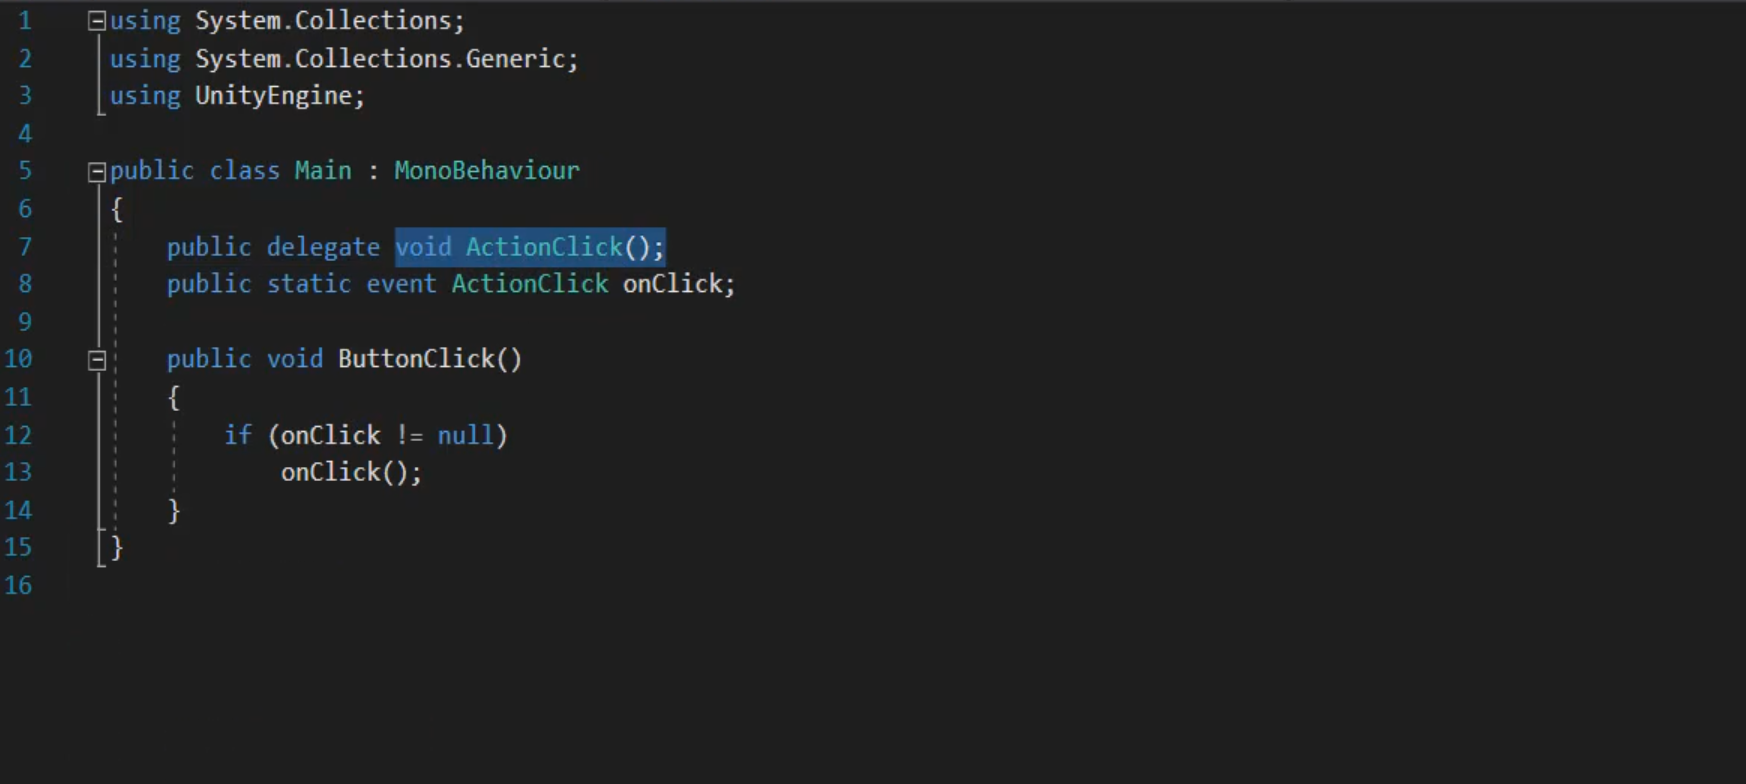 1 using System.Collections;
2 using System.Collections.Generic;
3 using UnityEngine;
4
5 public class Main : MonoBehaviour
6 {
7 public delegate void ActionClick();
8 public static event ActionClick onClick;
9
10 public void ButtonClick()
11 {
12 if (onClick != null)
13 onClick();
14 }
15 }
16